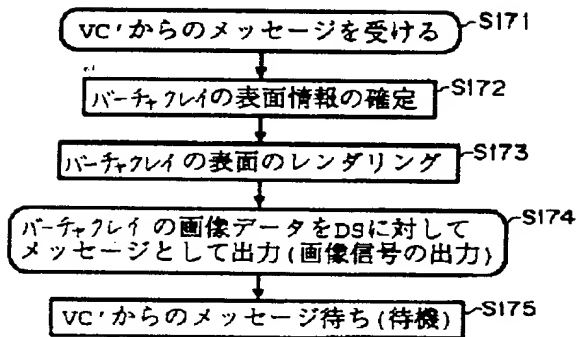 VC'からのメッセージを受ける S171
バーチャクレイの表面情報の確定 S172
バーチャクレイの表面のレンダリング S173
バーチャクレイの画像データをDSに対して S174
メッセージとして出力(画像信号の出力)
VC'からのメッセージ待ち(待機) S175